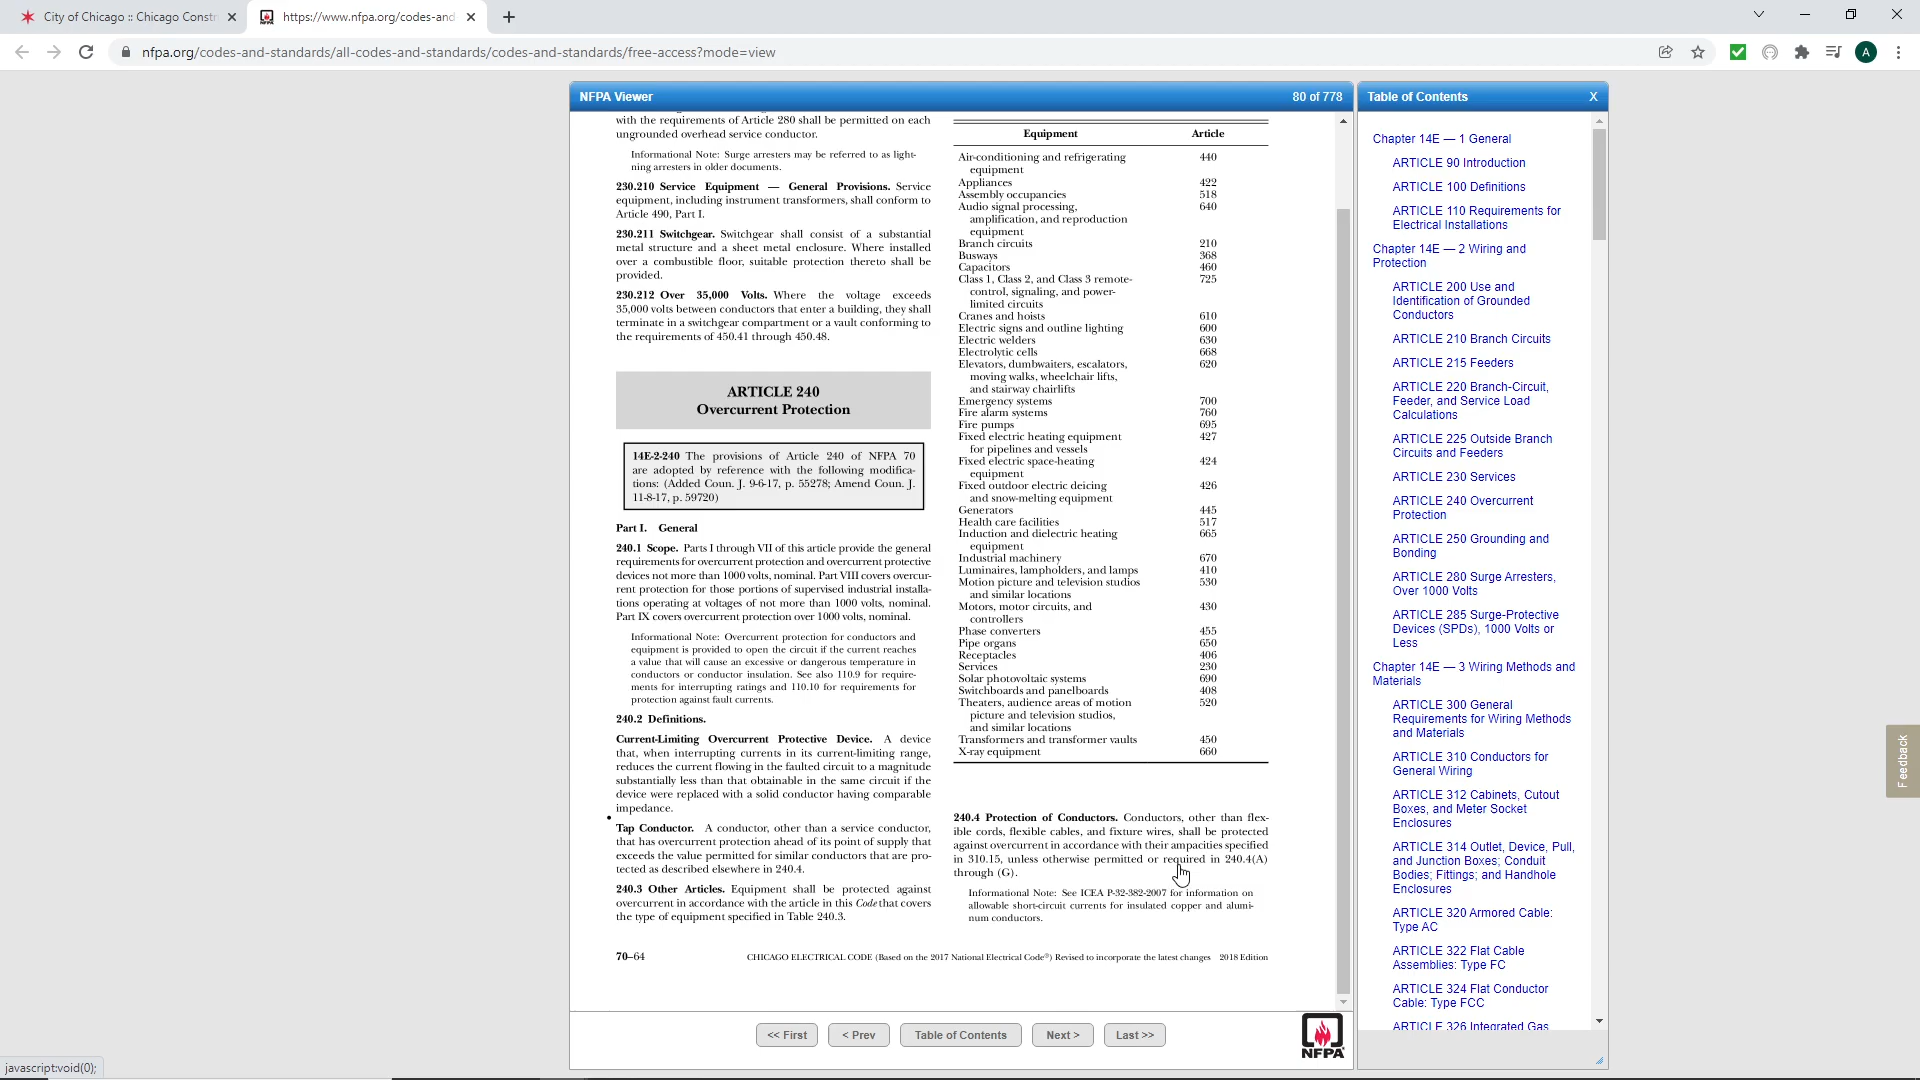 City of Chicago :: Chicago Constr
https://www.nfpa.org/codes-and
nfpa.org/codes-and-standards/all-codes-and-standards/codes-and-standards/free-access?mode=view
A
NFPA Viewer
80 of 778
with the requirements of Article 280 shall be permitted on each
ungrounded overhead service conductor.
Informational Note: Surge arresters may be referred to as light-
ning arresters in older documents.
230.210 Service Equipment — General Provisions. Service
equipment, including instrument transformers, shall conform to
Article 490, Part I.
230.211 Switchgear. Switchgear shall consist of a substantial
metal structure and a sheet metal enclosure. Where installed
over a combustible floor, suitable protection thereto shall be
provided.
230.212 Over 35,000 Volts. Where the voltage exceeds
35,000 volts between conductors that enter a building, they shall
terminate in a switchgear compartment or a vault conforming to
the requirements of 450.41 through 450.48.
ARTICLE 240
Overcurrent Protection
14E-2-240 The provisions of Article 240 of NFPA 70
are adopted by reference with the following modifica-
tions: (Added Coun. J. 9-6-17, p. 55278; Amend Coun. J.
11-8-17, p. 59720)
Part I. General
240.1 Scope. Parts I through VII of this article provide the general
requirements for overcurrent protection and overcurrent protective
devices not more than 1000 volts, nominal. Part VIII covers overcur-
rent protection for those portions of supervised industrial installa-
tions operating at voltages of not more than 1000 volts, nominal.
Part IX covers overcurrent protection over 1000 volts, nominal.
Informational Note: Overcurrent protection for conductors and
equipment is provided to open the circuit if the current reaches
a value that will cause an excessive or dangerous temperature in
conductors or conductor insulation. See also 110.9 for require-
ments for interrupting ratings and 110.10 for requirements for
protection against fault currents.
240.2 Definitions.
Current-Limiting Overcurrent Protective Device. A device
that, when interrupting currents in its current-limiting range,
reduces the current flowing in the faulted circuit to a magnitude
substantially less than that obtainable in the same circuit if the
device were replaced with a solid conductor having comparable
impedance.
Tap Conductor. A conductor, other than a service conductor,
that has overcurrent protection ahead of its point of supply that
exceeds the value permitted for similar conductors that are pro-
tected as described elsewhere in 240.4.
240.3 Other Articles. Equipment shall be protected against
overcurrent in accordance with the article in this Code that covers
the type of equipment specified in Table 240.3.
Equipment Article
Air-conditioning and refrigerating 440
equipment
Appliances 422
Assembly occupancies 518
Audio signal processing, 640
amplification, and reproduction
equipment
Branch circuits 210
Busways 368
Capacitors 460
Class 1, Class 2, and Class 3 remote- 725
control, signaling, and power-
limited circuits
Cranes and hoists 610
Electric signs and outline lighting 600
Electric welders 630
Electrolytic cells 668
Elevators, dumbwaiters, escalators, 620
moving walks, wheelchair lifts,
and stairway chairlifts
Emergency systems 700
Fire alarm systems 760
Fire pumps 695
Fixed electric heating equipment 427
for pipelines and vessels
Fixed electric space-heating 424
equipment
Fixed outdoor electric deicing 426
and snow-melting equipment
Generators 445
Health care facilities 517
Induction and dielectric heating 665
equipment
Industrial machinery 670
Luminaires, lampholders, and lamps 410
Motion picture and television studios 530
and similar locations
Motors, motor circuits, and 430
controllers
Phase converters 455
Pipe organs 650
Receptacles 406
Services 230
Solar photovoltaic systems 690
Switchboards and panelboards 408
Theaters, audience areas of motion 520
picture and television studios,
and similar locations
Transformers and transformer vaults 450
X-ray equipment 660
240.4 Protection of Conductors. Conductors, other than flex-
ible cords, flexible cables, and fixture wires, shall be protected
against overcurrent in accordance with their ampacities specified
in 310.15, unless otherwise permitted or required in 240.4(A)
through (G).
Informational Note: See ICEA P-32-382-2007 for information on
allowable short-circuit currents for insulated copper and alumi-
num conductors.
70–64
CHICAGO ELECTRICAL CODE (Based on the 2017 National Electrical Code®) Revised to incorporate the latest changes 2018 Edition
<< First
< Prev
Table of Contents
Next >
Last >>
NFPA
Table of Contents
X
Chapter 14E — 1 General
ARTICLE 90 Introduction
ARTICLE 100 Definitions
ARTICLE 110 Requirements for
Electrical Installations
Chapter 14E — 2 Wiring and
Protection
ARTICLE 200 Use and
Identification of Grounded
Conductors
ARTICLE 210 Branch Circuits
ARTICLE 215 Feeders
ARTICLE 220 Branch-Circuit,
Feeder, and Service Load
Calculations
ARTICLE 225 Outside Branch
Circuits and Feeders
ARTICLE 230 Services
ARTICLE 240 Overcurrent
Protection
ARTICLE 250 Grounding and
Bonding
ARTICLE 280 Surge Arresters,
Over 1000 Volts
ARTICLE 285 Surge-Protective
Devices (SPDs), 1000 Volts or
Less
Chapter 14E — 3 Wiring Methods and
Materials
ARTICLE 300 General
Requirements for Wiring Methods
and Materials
ARTICLE 310 Conductors for
General Wiring
ARTICLE 312 Cabinets, Cutout
Boxes, and Meter Socket
Enclosures
ARTICLE 314 Outlet, Device, Pull,
and Junction Boxes; Conduit
Bodies; Fittings; and Handhole
Enclosures
ARTICLE 320 Armored Cable:
Type AC
ARTICLE 322 Flat Cable
Assemblies: Type FC
ARTICLE 324 Flat Conductor
Cable: Type FCC
ARTICLE 326 Integrated Gas
Feedback
javascript:void(0);